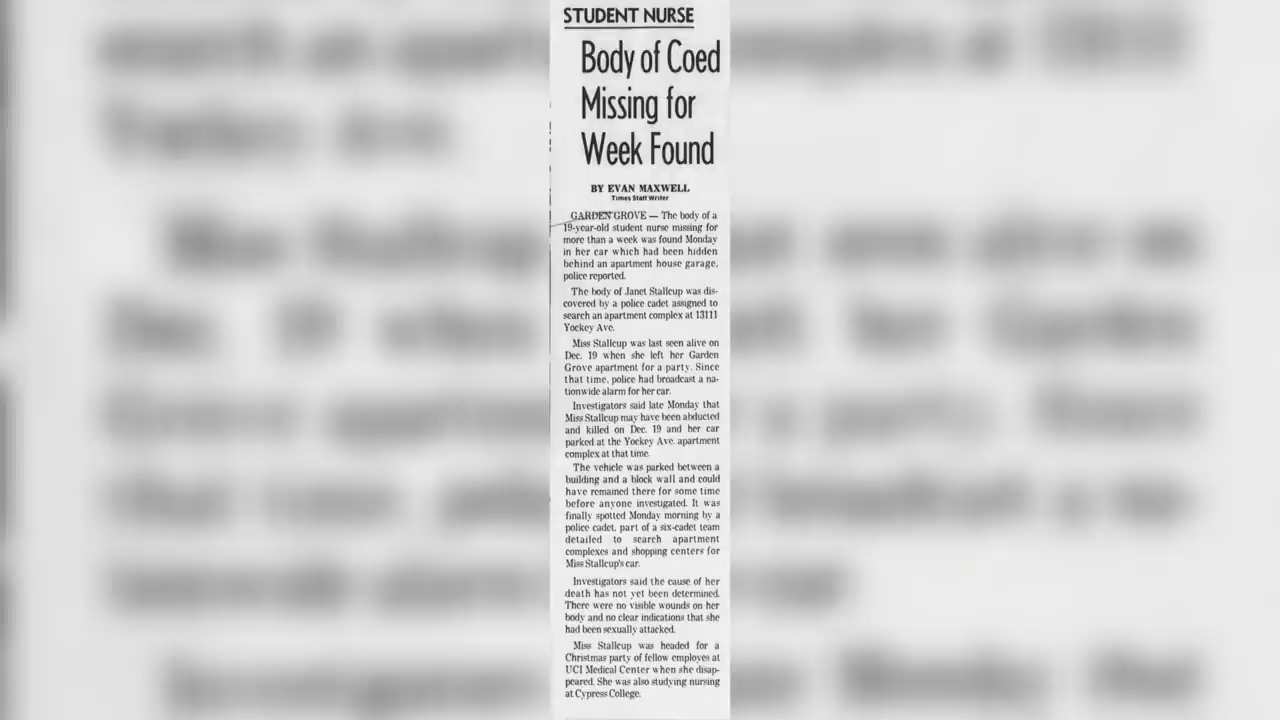 STUDENT NURSE
Body of Coed
Missing for
Week Found
BY EVAN MAXWELL
Times Staff Writer
GARDEN GROVE — The body of a
19-year-old student nurse missing for
more than a week was found Monday
in her car which had been hidden
behind an apartment house garage,
police reported.
The body of Janet Stallcup was dis-
covered by a police cadet assigned to
search an apartment complex at 13111
Yockey Ave.
Miss Stallcup was last seen alive on
Dec. 19 when she left her Garden
Grove apartment for a party. Since
that time, police had broadcast a na-
tionwide alarm for her car.
Investigators said late Monday that
Miss Stallcup may have been abducted
and killed on Dec. 19 and her car
parked at the Yockey Ave. apartment
complex at that time.
The vehicle was parked between a
building and a block wall and could
have remained there for some time
before anyone investigated. It was
finally spotted Monday morning by a
police cadet, part of a six-cadet team
detailed to search apartment
complexes and shopping centers for
Miss Stallcup's car.
Investigators said the cause of her
death has not yet been determined.
There were no visible wounds on her
body and no clear indications that she
had been sexually attacked.
Miss Stallcup was headed for a
Christmas party of fellow employes at
UCI Medical Center when she disap-
peared. She was also studying nursing
at Cypress College.